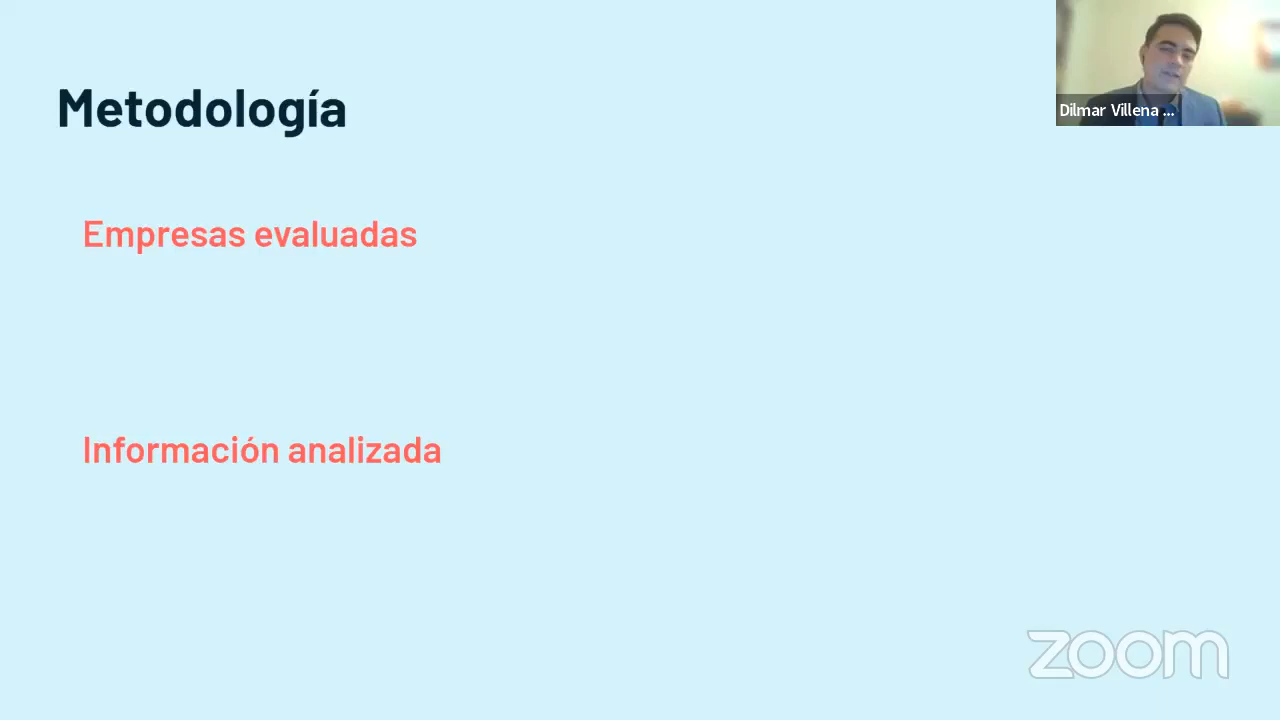 Metodología
Dilmar Villena ...
Empresas evaluadas
Información analizada
zoom